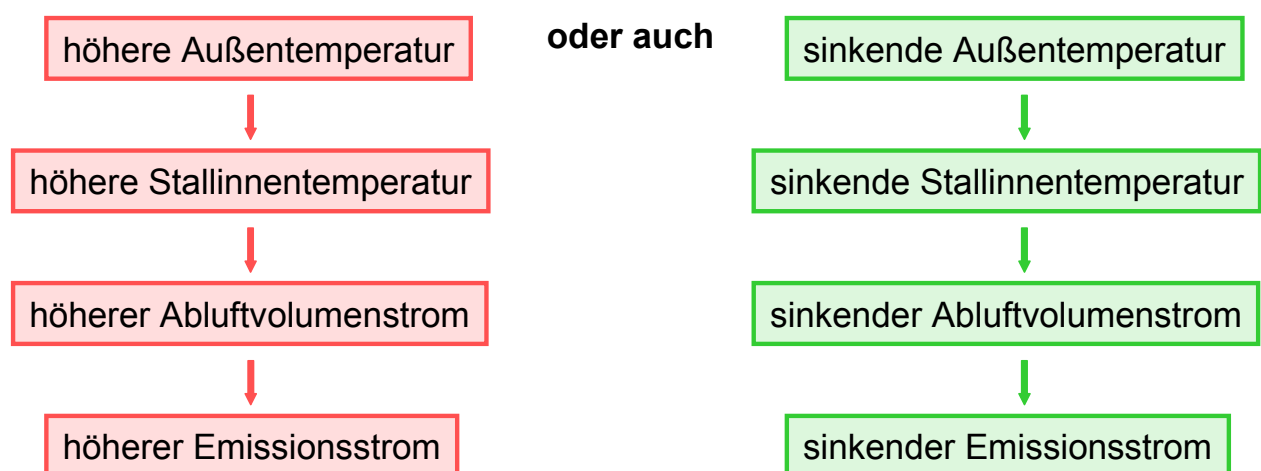 höhere Außentemperatur
oder auch
sinkende Außentemperatur
höhere Stallinnentemperatur
sinkende Stallinnentemperatur
höherer Abluftvolumenstrom
sinkender Abluftvolumenstrom
höherer Emissionsstrom
sinkender Emissionsstrom